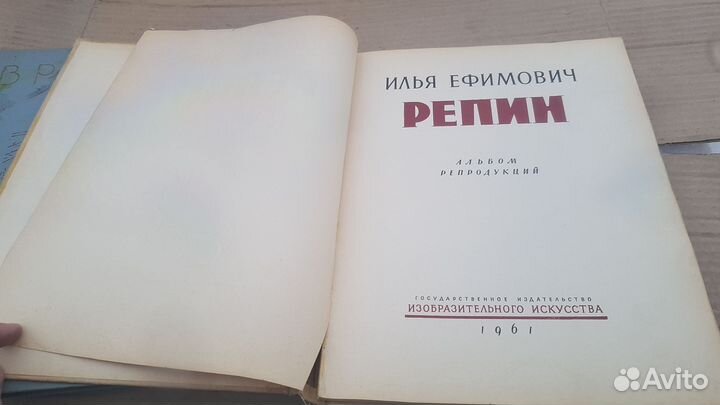 ИЛЬЯ ЕФИМОВИЧ
РЕПИН
АЛЬБОМ
РЕПРОДУКЦИЙ
ГОСУДАРСТВЕННОЕ ИЗДАТЕЛЬСТВО
ИЗОБРАЗИТЕЛЬНОГО ИСКУССТВА
1961
Avito